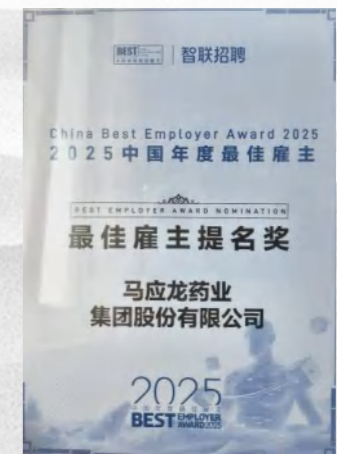 BEST 智联招聘
China Best Employer Award 2025
2025中国年度最佳雇主
BEST EMPLOYER AWARD NOMINATION
最佳雇主提名奖
马应龙药业
集团股份有限公司
2025
BEST EMPLOYER
AWARD2025